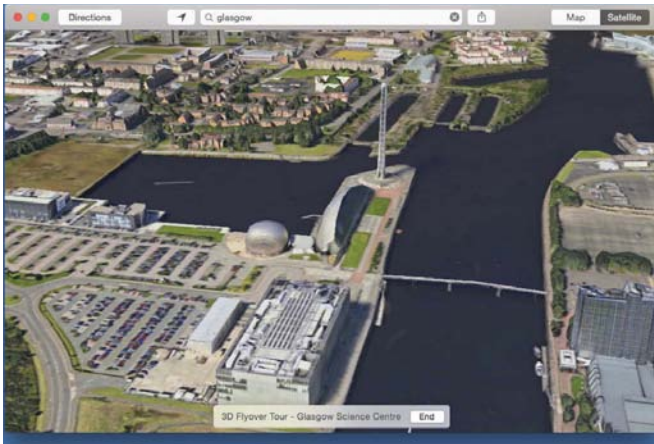 Directions
glasgow
Map
Satellite
3D Flyover Tour - Glasgow Science Centre
End